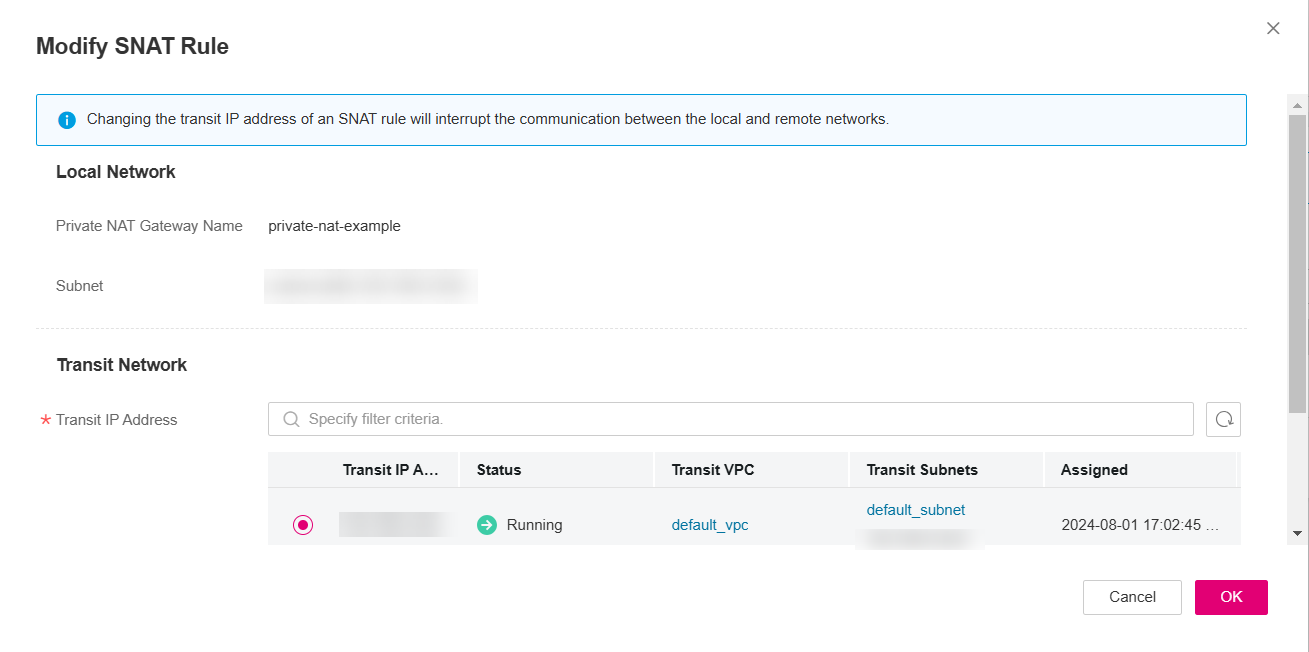 Modify SNAT Rule
Changing the transit IP address of an SNAT rule will interrupt the communication between the local and remote networks.
Local Network
Private NAT Gateway Name private-nat-example
Subnet
Transit Network
* Transit IP Address Specify filter criteria.
Transit IP A... Status Transit VPC Transit Subnets Assigned
default_subnet
Running default_vpc 2024-08-01 17:02:45 ...
Cancel OK